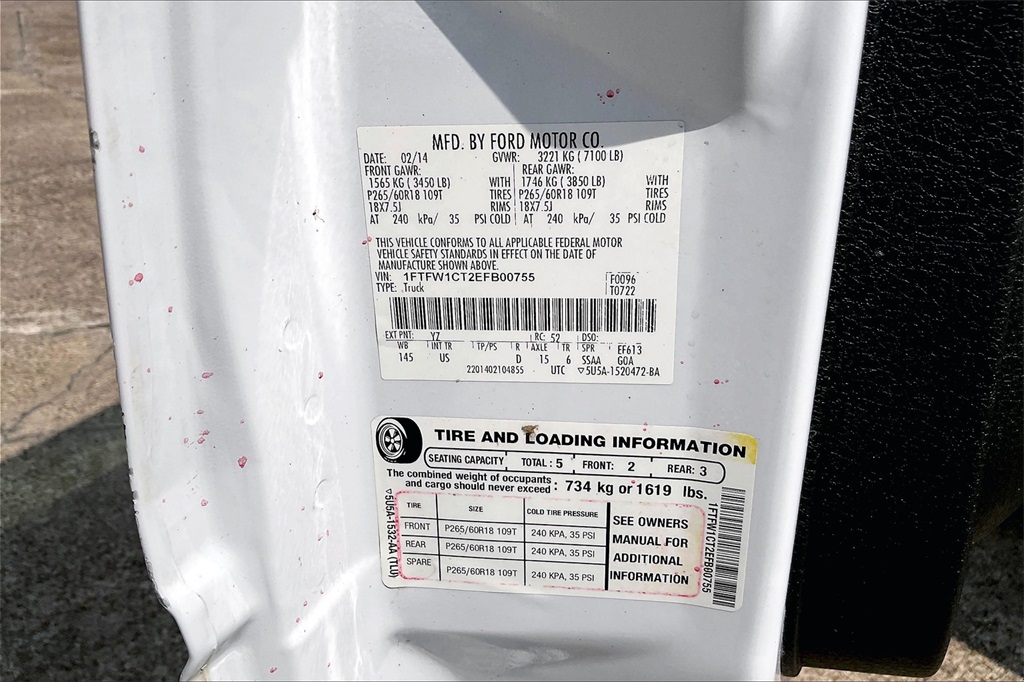 MFD. BY FORD MOTOR CO.
DATE: 02/14 GVWR: 3221 KG ( 7100 LB)
FRONT GAWR: REAR GAWR:
1565 KG ( 3450 LB) WITH 1746 KG ( 3850 LB) WITH
P265/60R18 109T TIRES P265/60R18 109T TIRES
18X7.5J RIMS 18X7.5J RIMS
AT 240 kPa/ 35 PSI COLD AT 240 kPa/ 35 PSI COLD
THIS VEHICLE CONFORMS TO ALL APPLICABLE FEDERAL MOTOR
VEHICLE SAFETY STANDARDS IN EFFECT ON THE DATE OF
MANUFACTURE SHOWN ABOVE.
VIN: 1FTFW1CT2EFB00755 F0096
TYPE: .Truck T0722
EXT PNT: YZ RC: 52 DSO:
WB INT TR TP/PS R AXLE TR SPR EF613
145 US D 15 6 SSAA GOA
2201402104855 UTC ▽5U5A-1520472-BA
TIRE AND LOADING INFORMATION
SEATING CAPACITY TOTAL: 5 FRONT: 2 REAR: 3
The combined weight of occupants
and cargo should never exceed : 734 kg or 1619 lbs.
TIRE SIZE COLD TIRE PRESSURE
FRONT P265/60R18 109T 240 KPA, 35 PSI
REAR P265/60R18 109T 240 KPA, 35 PSI
SPARE P265/60R18 109T 240 KPA, 35 PSI
SEE OWNERS
MANUAL FOR
ADDITIONAL
INFORMATION
▽5U5A-1532-AA (TLU)
1FTFW1CT2EFB00755